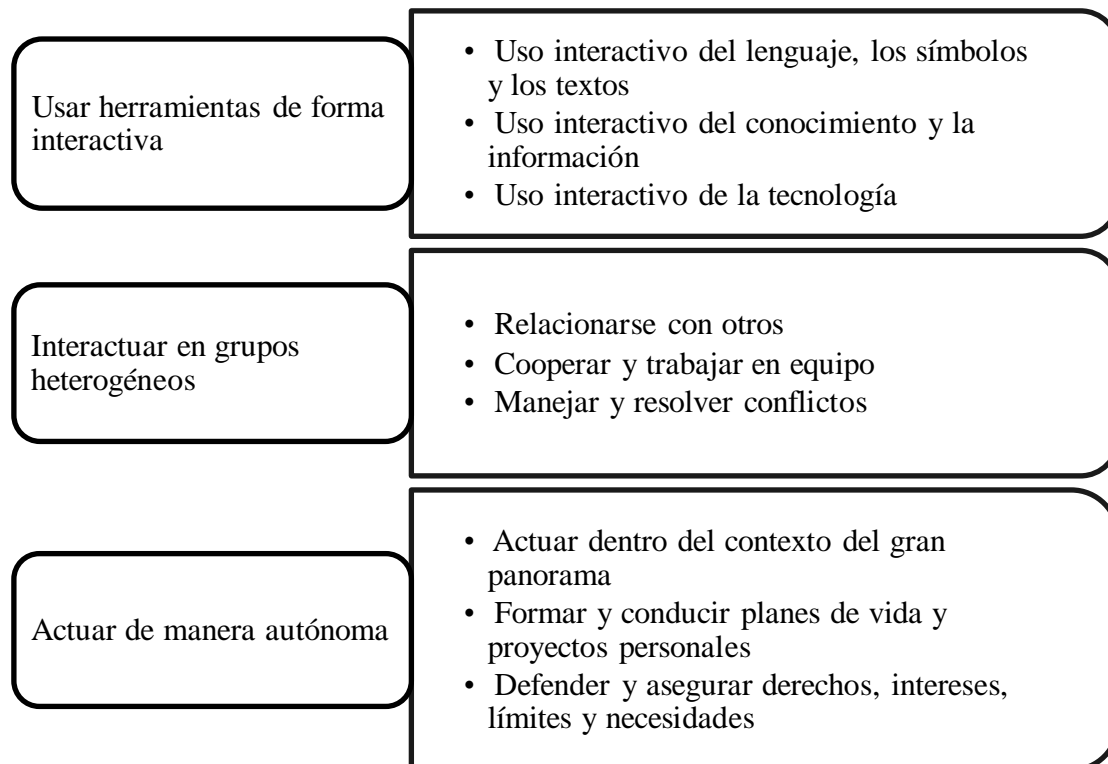 Usar herramientas de forma
interactiva
• Uso interactivo del lenguaje, los símbolos
y los textos
• Uso interactivo del conocimiento y la
información
• Uso interactivo de la tecnología
Interactuar en grupos
heterogéneos
• Relacionarse con otros
• Cooperar y trabajar en equipo
• Manejar y resolver conflictos
Actuar de manera autónoma
• Actuar dentro del contexto del gran
panorama
• Formar y conducir planes de vida y
proyectos personales
• Defender y asegurar derechos, intereses,
límites y necesidades